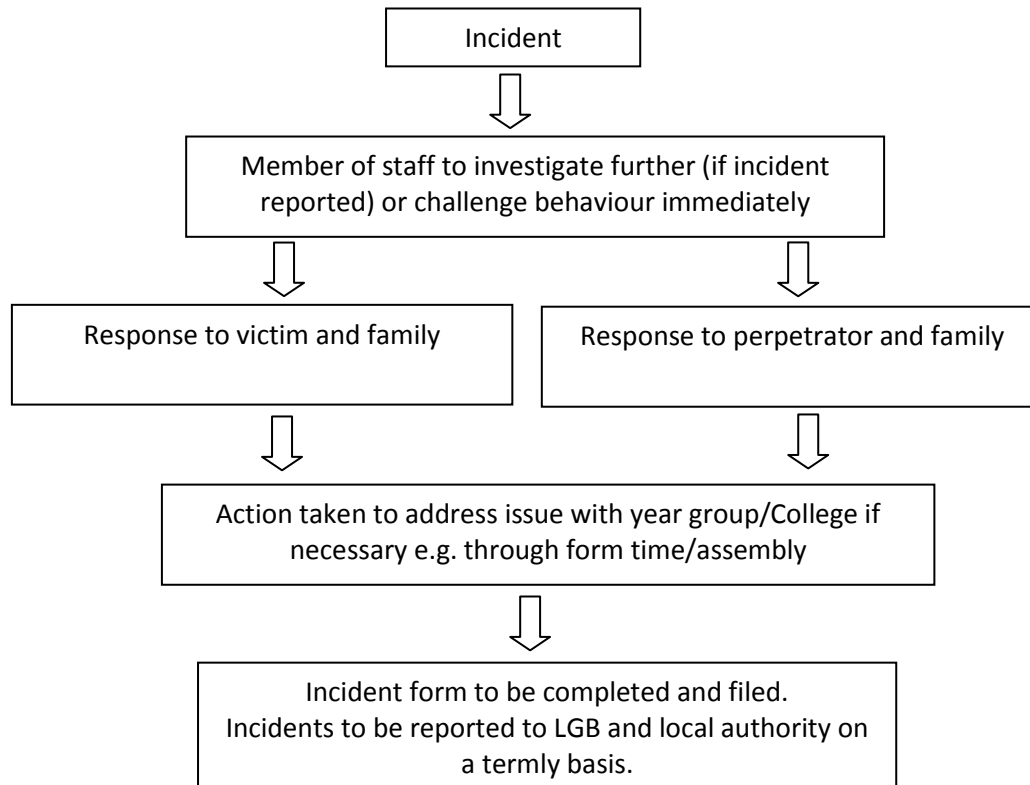 Incident
Member of staff to investigate further (if incident
reported) or challenge behaviour immediately
Response to victim and family
Response to perpetrator and family
Action taken to address issue with year group/College if
necessary e.g. through form time/assembly
Incident form to be completed and filed.
Incidents to be reported to LGB and local authority on
a termly basis.